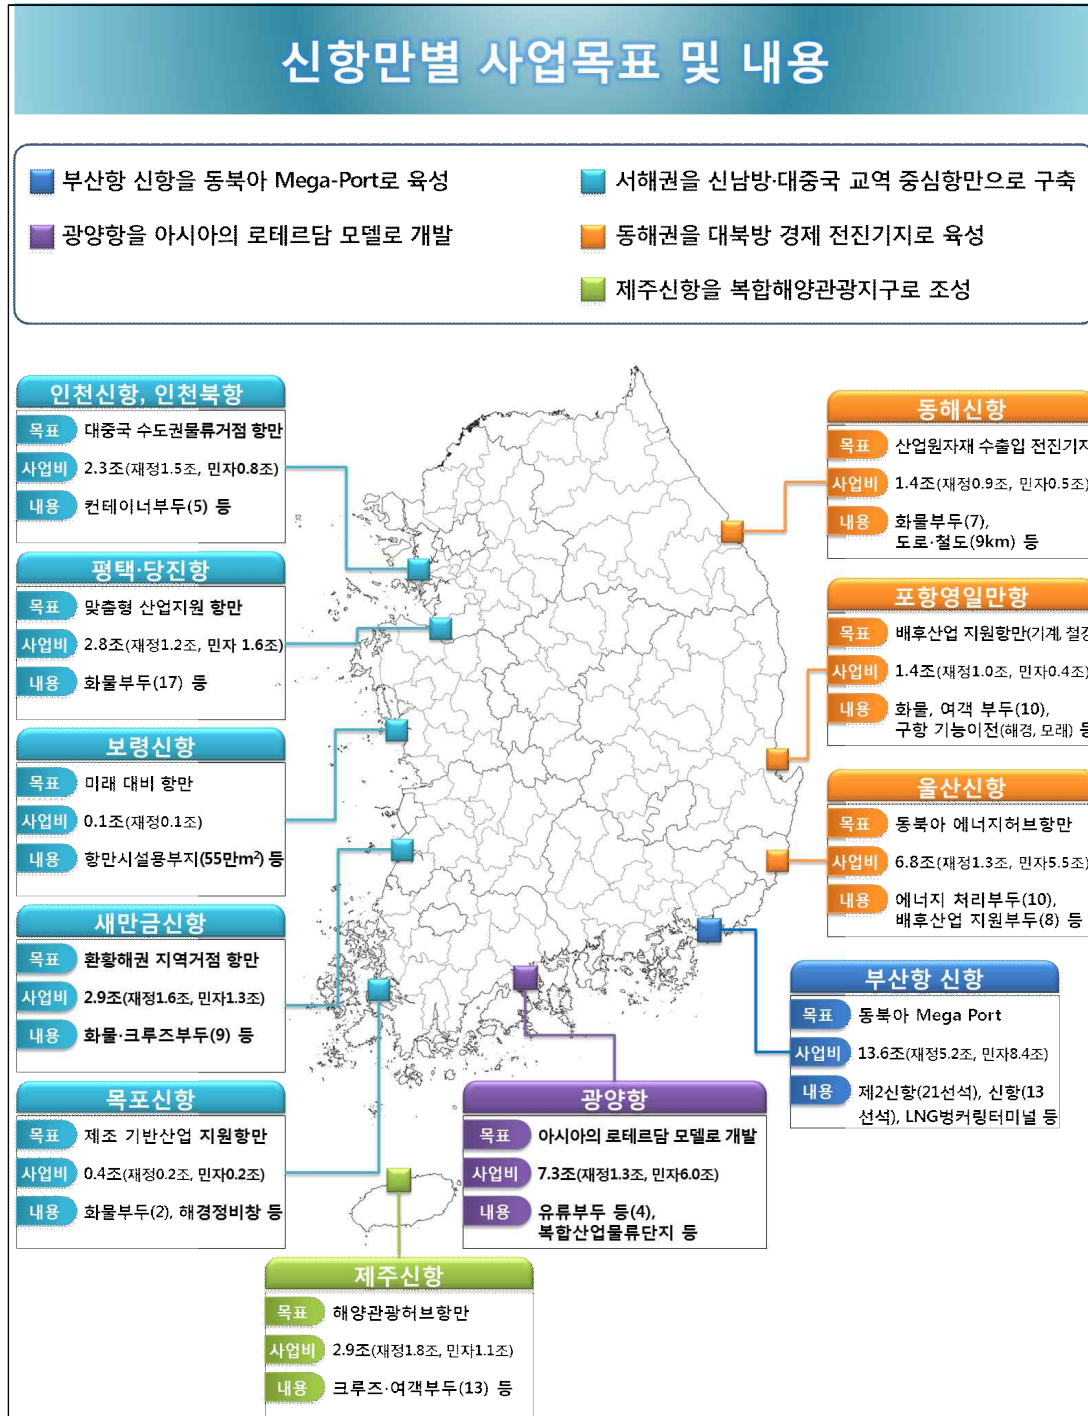 신항만별 사업목표 및 내용
부산항 신항을 동북아 Mega-Port로 육성
서해권을 신남방·대중국 교역 중심항만으로 구축
광양항을 아시아의 로테르담 모델로 개발
동해권을 대북방 경제 전진기지로 육성
제주신항을 복합해양관광지구로 조성
인천신항, 인천북항
목표 대중국 수도권물류거점 항만
사업비 2.3조(재정1.5조, 민자0.8조)
내용 컨테이너부두(5) 등
평택·당진항
목표 맞춤형 산업지원 항만
사업비 2.8조(재정1.2조, 민자 1.6조)
내용 화물부두(17) 등
보령신항
목표 미래 대비 항만
사업비 0.1조(재정0.1조)
내용 항만시설용부지(55만m²) 등
새만금신항
목표 환황해권 지역거점 항만
사업비 2.9조(재정1.6조, 민자1.3조)
내용 화물·크루즈부두(9) 등
목포신항
목표 제조 기반산업 지원항만
사업비 0.4조(재정0.2조, 민자0.2조)
내용 화물부두(2), 해경정비창 등
동해신항
목표 산업원자재 수출입 전진기지
사업비 1.4조(재정0.9조, 민자0.5조)
내용 화물부두(7),
도로·철도(9km) 등
포항영일만항
목표 배후산업 지원항만(기계, 철강
사업비 1.4조(재정1.0조, 민자0.4조)
내용 화물, 여객 부두(10),
구항 기능이전(해경, 모래) 등
울산신항
목표 동북아 에너지허브항만
사업비 6.8조(재정1.3조, 민자5.5조)
내용 에너지 처리부두(10),
배후산업 지원부두(8) 등
부산항 신항
목표 동북아 Mega Port
사업비 13.6조(재정5.2조, 민자8.4조)
내용 제2신항(21선석), 신항(13
선석), LNG벙커링터미널 등
광양항
목표 아시아의 로테르담 모델로 개발
사업비 7.3조(재정1.3조, 민자6.0조)
내용 유류부두 등(4),
복합산업물류단지 등
제주신항
목표 해양관광허브항만
사업비 2.9조(재정1.8조, 민자1.1조)
내용 크루즈·여객부두(13) 등